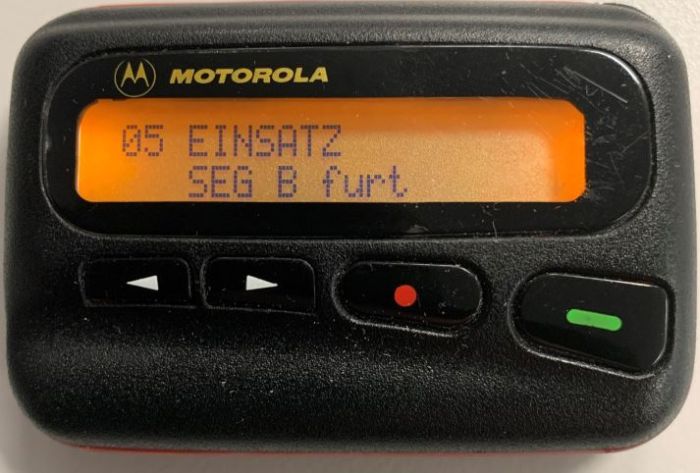 MOTOROLA
05 EINSATZ
SEG B furt